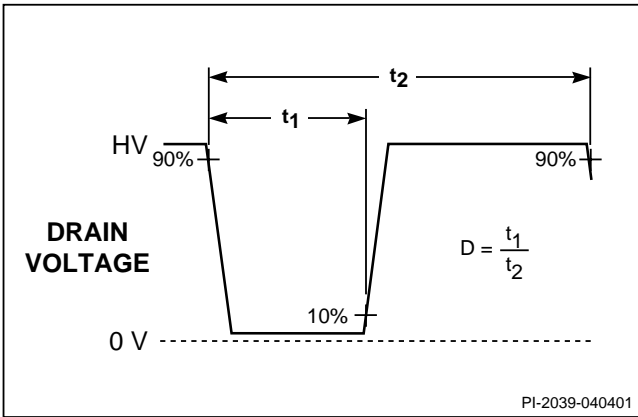 t2
t1
HV
90%
90%
DRAIN
VOLTAGE
D = t1/t2
10%
0 V
PI-2039-040401